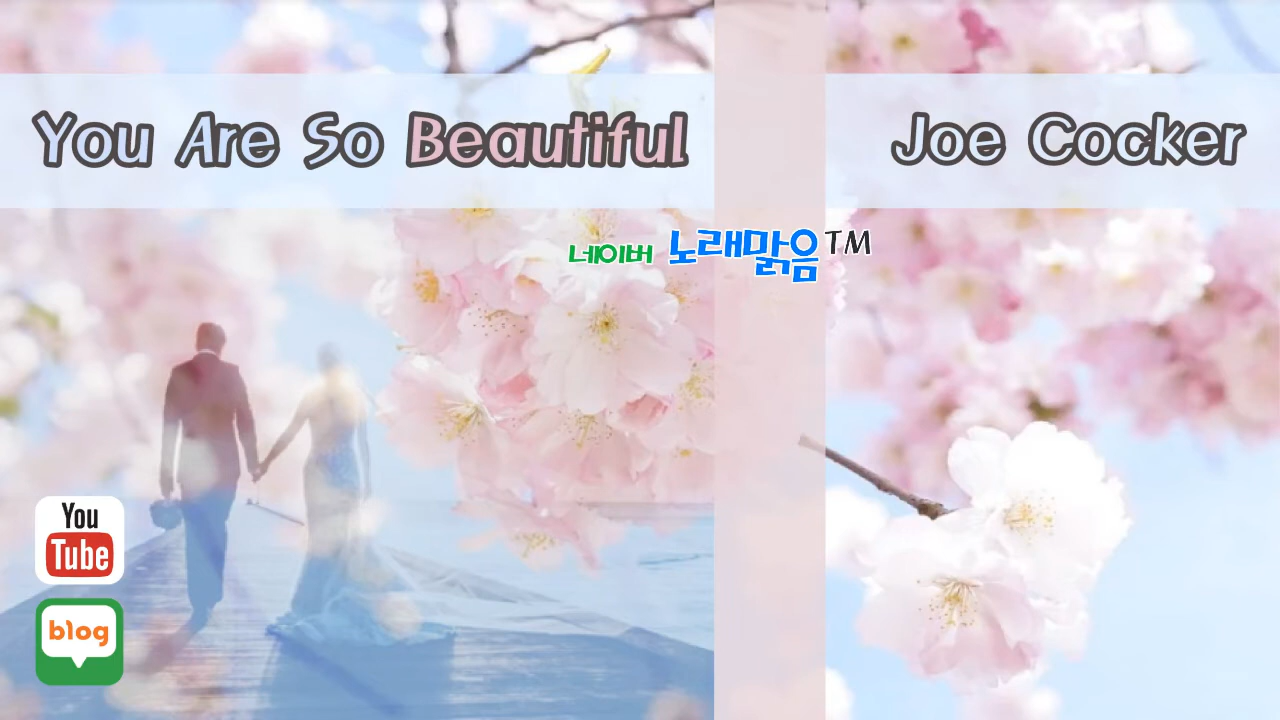 You Are So Beautiful
Joe Cocker
네이버 노래맑음™
You
Tube
blog